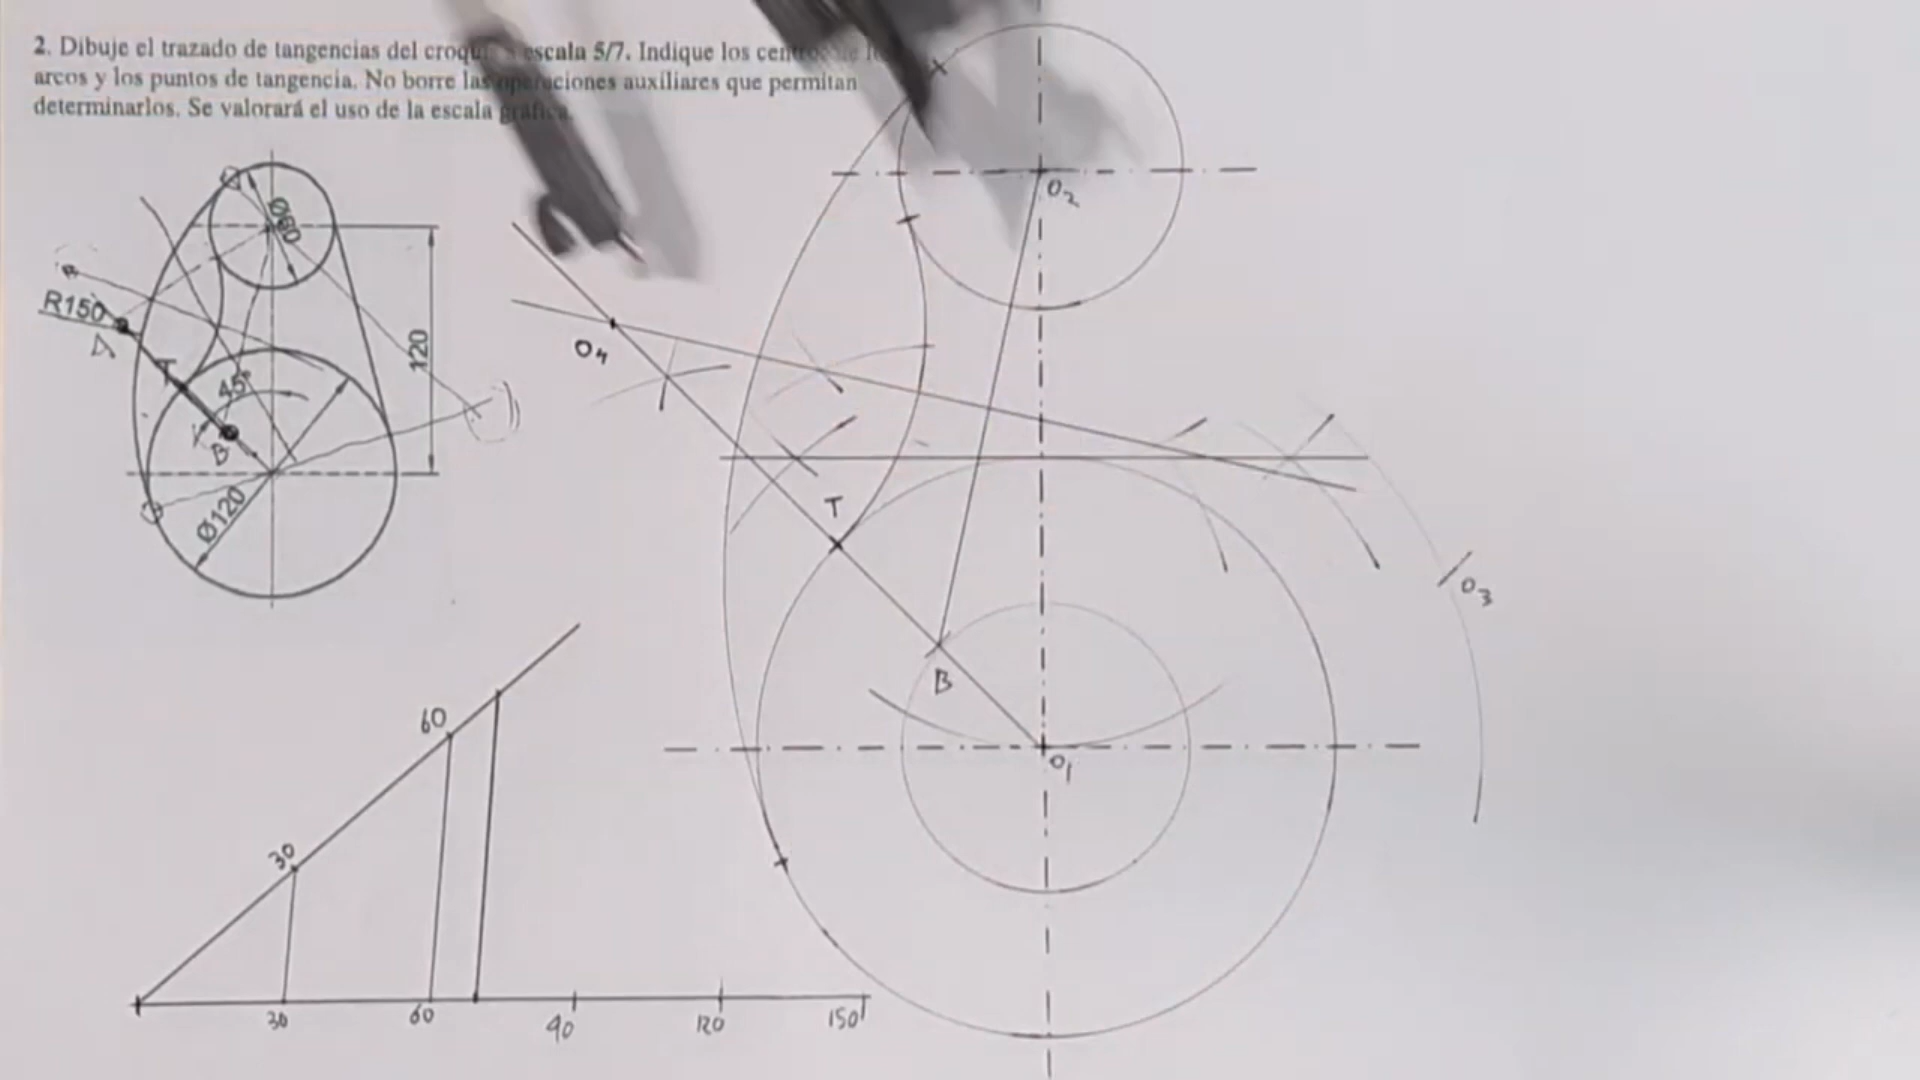 2. Dibuje el trazado de tangencias del escala 5/7. Indique los
arcos y los puntos de tangencia. No borre las operaciones auxiliares que permitan
determinarlos. Se valorará el uso de la escala gráfica.
Ø60
R150
A
T
45°
B
120
Ø120
O2
O4
T
O3
B
O1
60
30
30
60
90
120
150